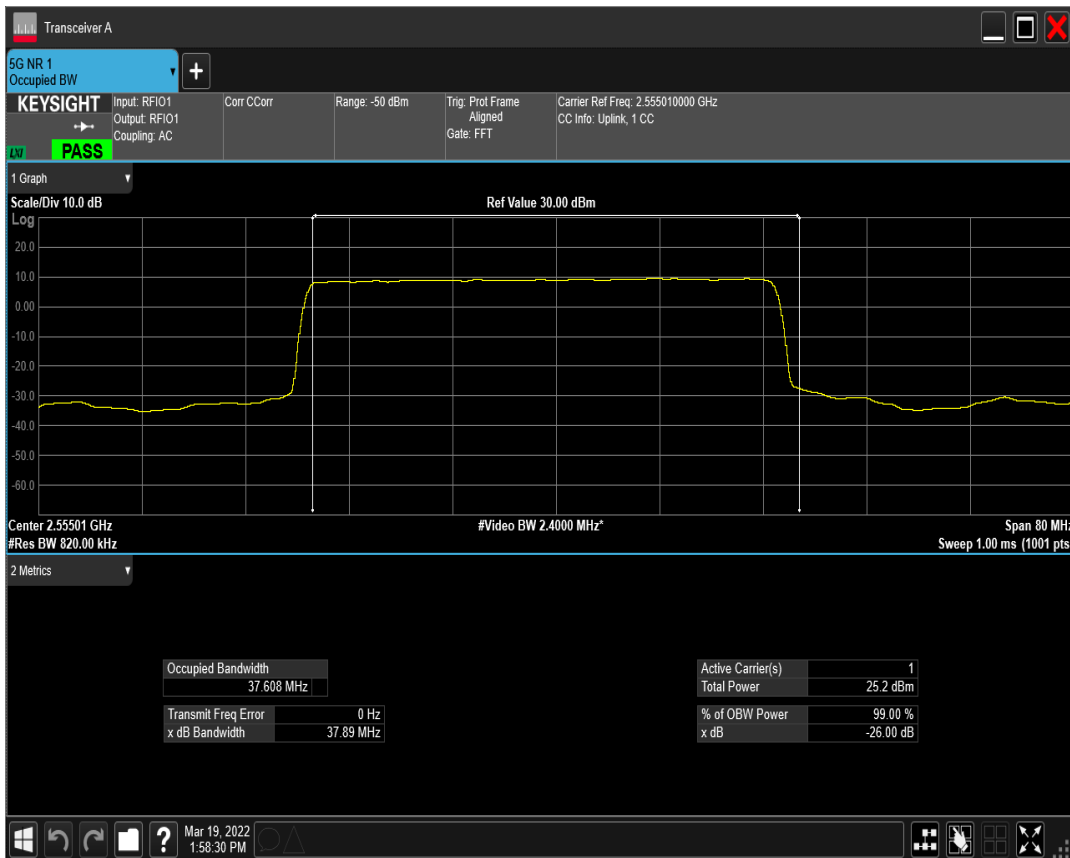 Transceiver A
5G NR 1
Occupied BW
KEYSIGHT
LXI
PASS
Input: RFIO1
Output: RFIO1
Coupling: AC
Corr CCorr
Range: -50 dBm
Trig: Prot Frame
Aligned
Gate: FFT
Carrier Ref Freq: 2.555010000 GHz
CC Info: Uplink, 1 CC
1 Graph
Scale/Div 10.0 dB
Ref Value 30.00 dBm
Log
20.0
10.0
0.00
-10.0
-20.0
-30.0
-40.0
-50.0
-60.0
Center 2.55501 GHz
#Video BW 2.4000 MHz*
Span 80 MHz
#Res BW 820.00 kHz
Sweep 1.00 ms (1001 pts
2 Metrics
Occupied Bandwidth
37.608 MHz
Transmit Freq Error 0 Hz
x dB Bandwidth 37.89 MHz
Active Carrier(s) 1
Total Power 25.2 dBm
% of OBW Power 99.00 %
x dB -26.00 dB
?
Mar 19, 2022
1:58:30 PM